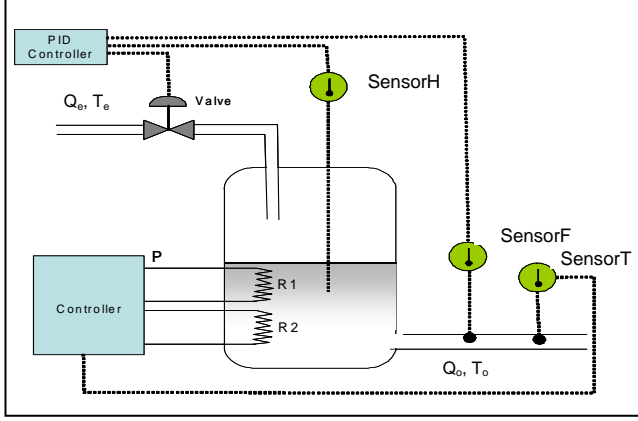 PID
Controller
SensorH
Qe, Te
Valve
SensorF
SensorT
P
R1
Controller
R2
Qo, To